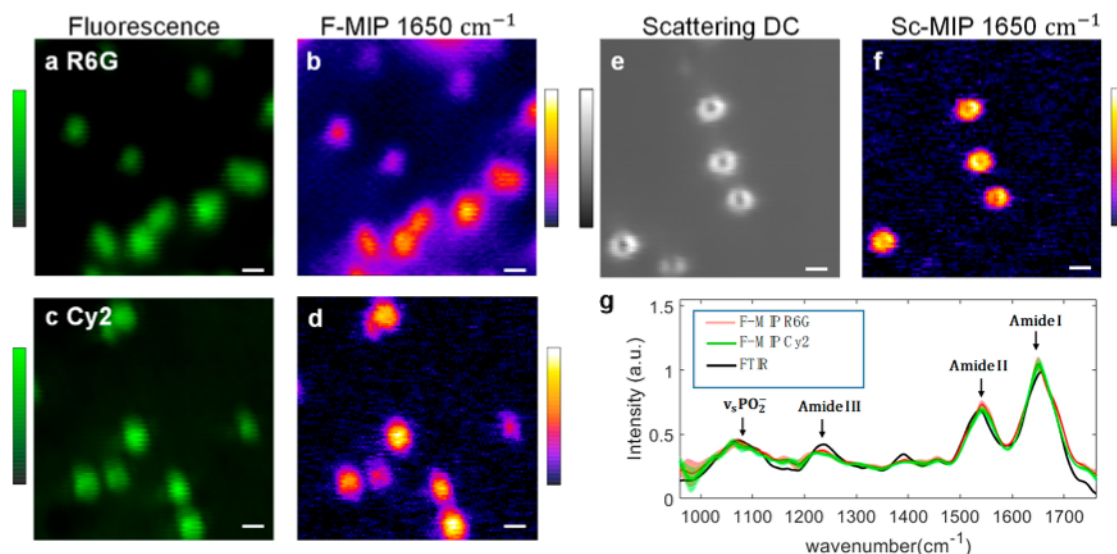 Fluorescence
F-MIP 1650 cm⁻¹
Scattering DC
Sc-MIP 1650 cm⁻¹
a R6G
b
e
f
c Cy2
d
g
1.5
1
0.5
0
Intensity (a.u.)
F-MIP R6G
F-MIP Cy2
FTIR
νsPO₂⁻
Amide III
Amide II
Amide I
1000 1100 1200 1300 1400 1500 1600 1700
wavenumber(cm⁻¹)